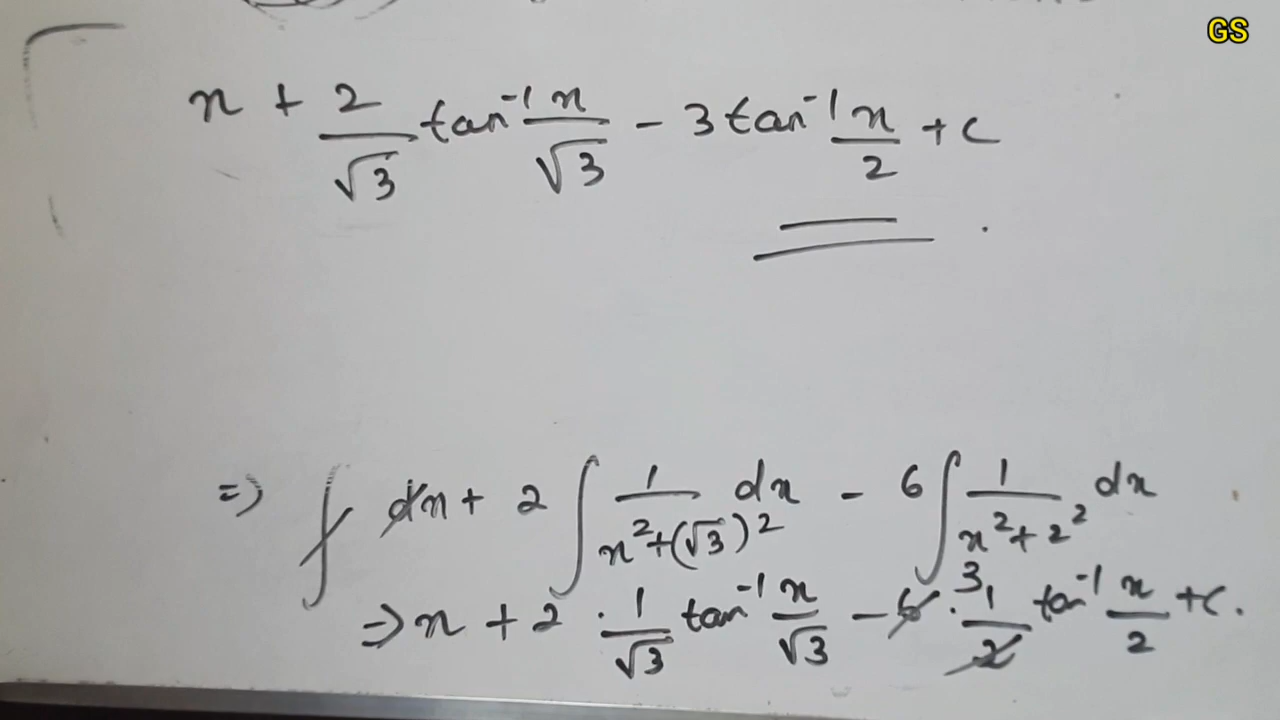 GS
x + 2/√3 tan⁻¹ x/√3 - 3 tan⁻¹ x/2 + c
=> ∫ dx + 2 ∫ 1/(x²+(√3)²) dx - 6 ∫ 1/(x²+2²) dx
=> x + 2 · 1/√3 tan⁻¹ x/√3 - 6 3 · 1/2 tan⁻¹ x/2 + c.